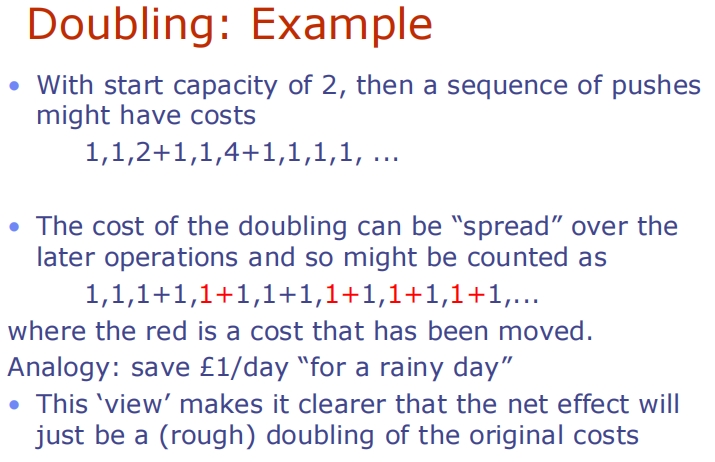 Doubling: Example
• With start capacity of 2, then a sequence of pushes
might have costs
1,1,2+1,1,4+1,1,1,1, ...
• The cost of the doubling can be “spread” over the
later operations and so might be counted as
1,1,1+1,1+1,1+1,1+1,1+1,1+1,...
where the red is a cost that has been moved.
Analogy: save £1/day “for a rainy day”
• This ‘view’ makes it clearer that the net effect will
just be a (rough) doubling of the original costs